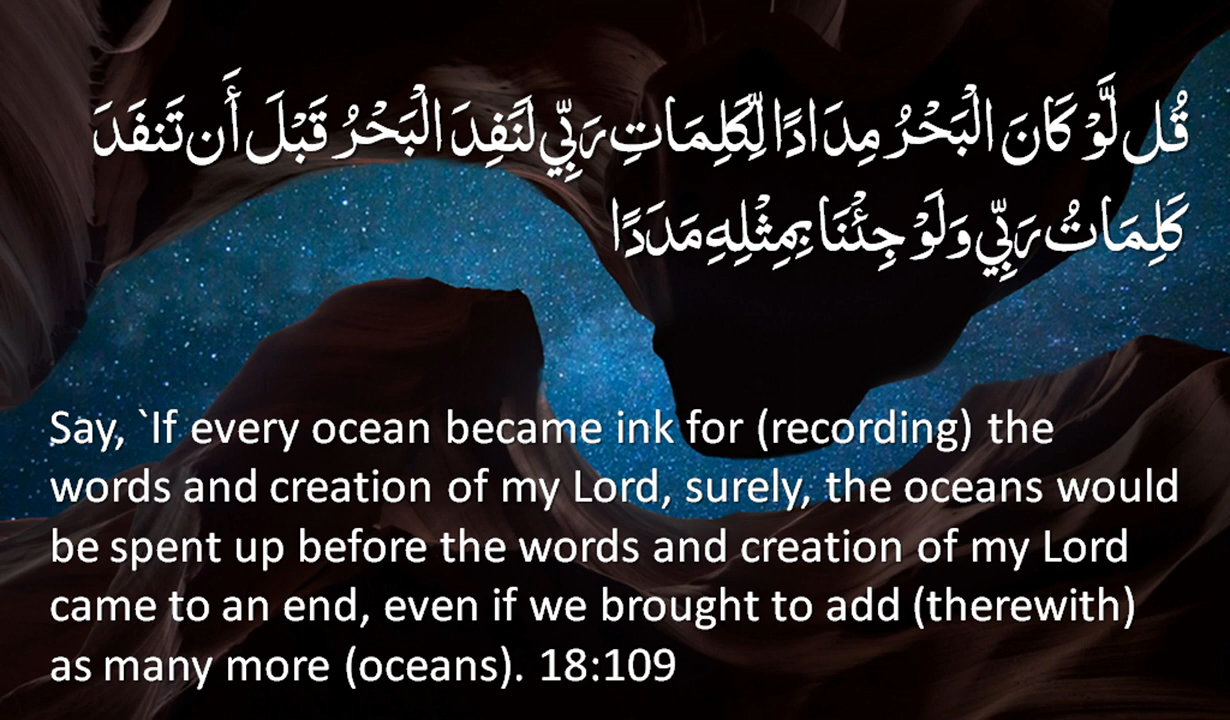 قُل لَّوْ كَانَ الْبَحْرُ مِدَادًا لِّكَلِمَاتِ رَبِّي لَنَفِدَ الْبَحْرُ قَبْلَ أَن تَنفَدَ
كَلِمَاتُ رَبِّي وَلَوْ جِئْنَا بِمِثْلِهِ مَدَدًا
Say, `If every ocean became ink for (recording) the
words and creation of my Lord, surely, the oceans would
be spent up before the words and creation of my Lord
came to an end, even if we brought to add (therewith)
as many more (oceans). 18:109